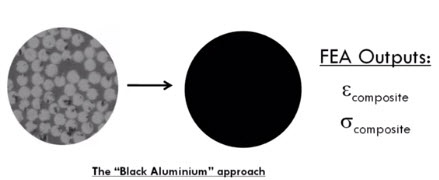 FEA Outputs:
εcomposite
σcomposite
The "Black Aluminium" approach